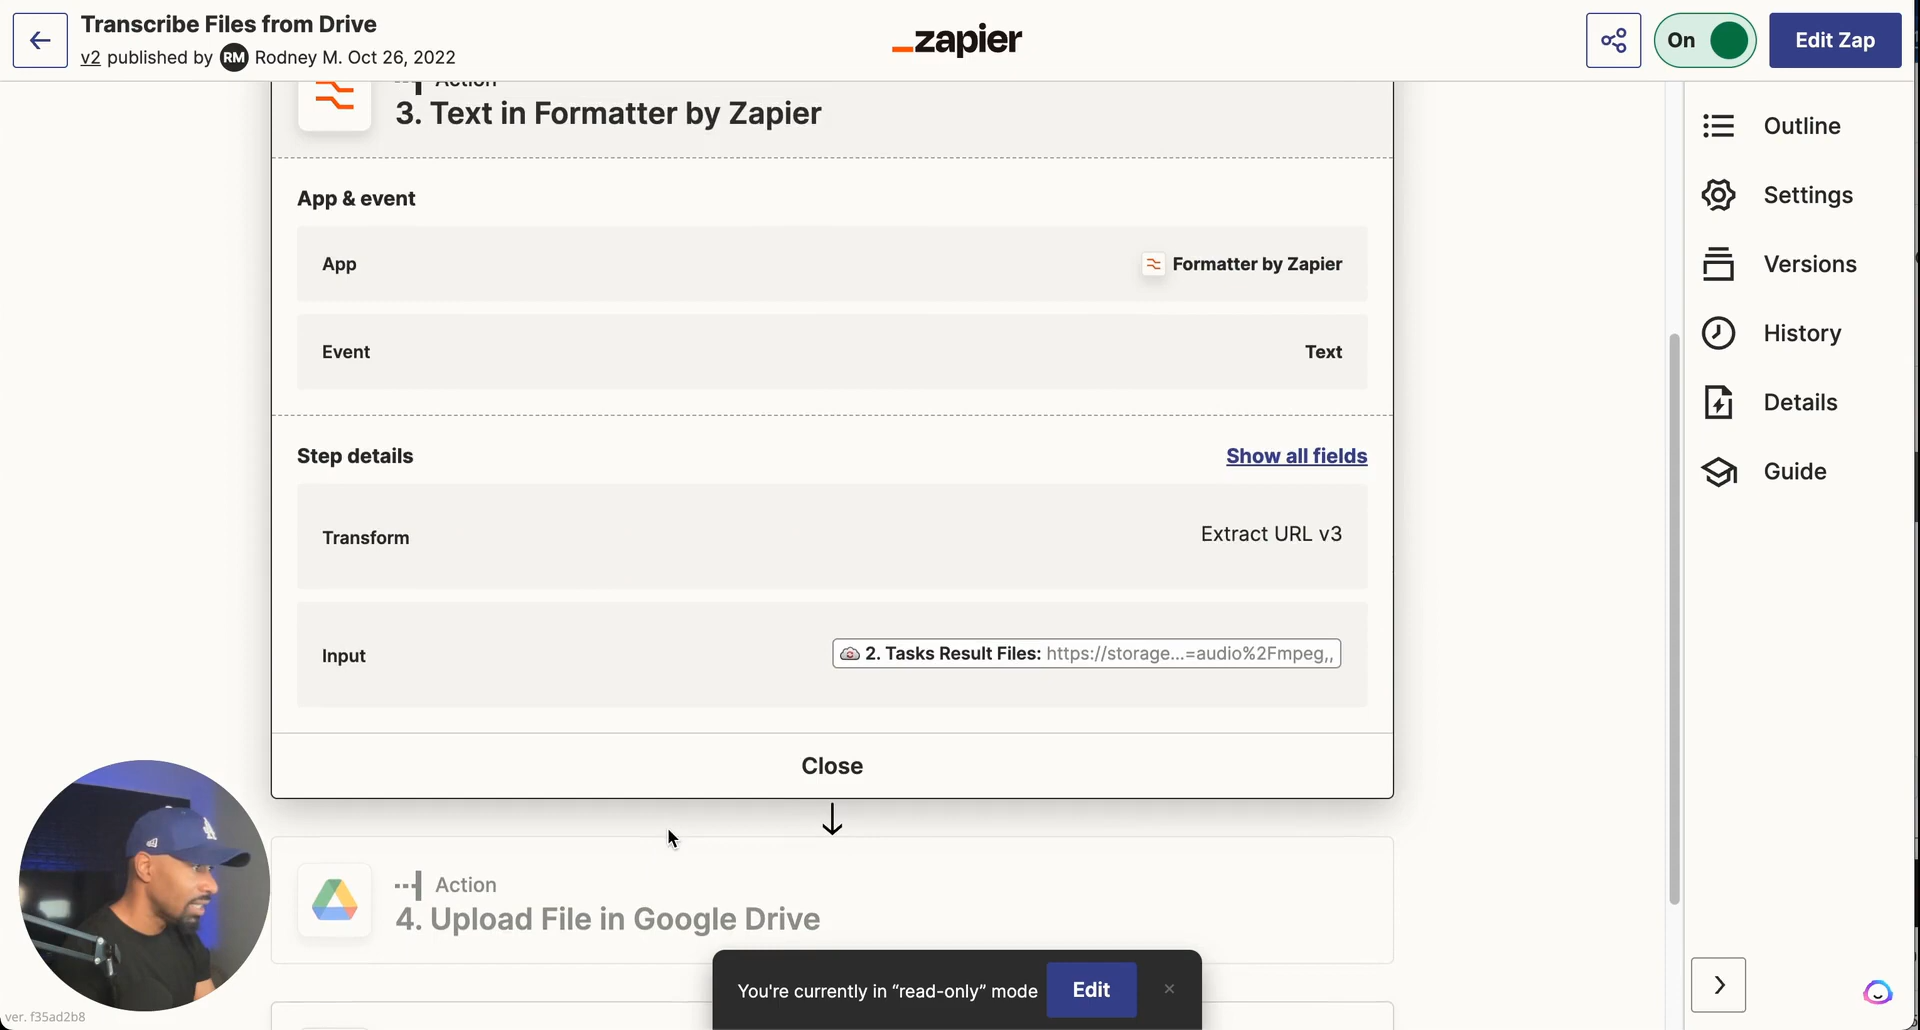 Transcribe Files from Drive
v2 published by RM Rodney M. Oct 26, 2022
zapier
On
Edit Zap
Action
3. Text in Formatter by Zapier
App & event
App
Formatter by Zapier
Event
Text
Step details
Show all fields
Transform
Extract URL v3
Input
2. Tasks Result Files: https://storage...=audio%2Fmpeg,,
Close
Action
4. Upload File in Google Drive
You're currently in “read-only” mode
Edit
×
Outline
Settings
Versions
History
Details
Guide
ver. f35ad2b8